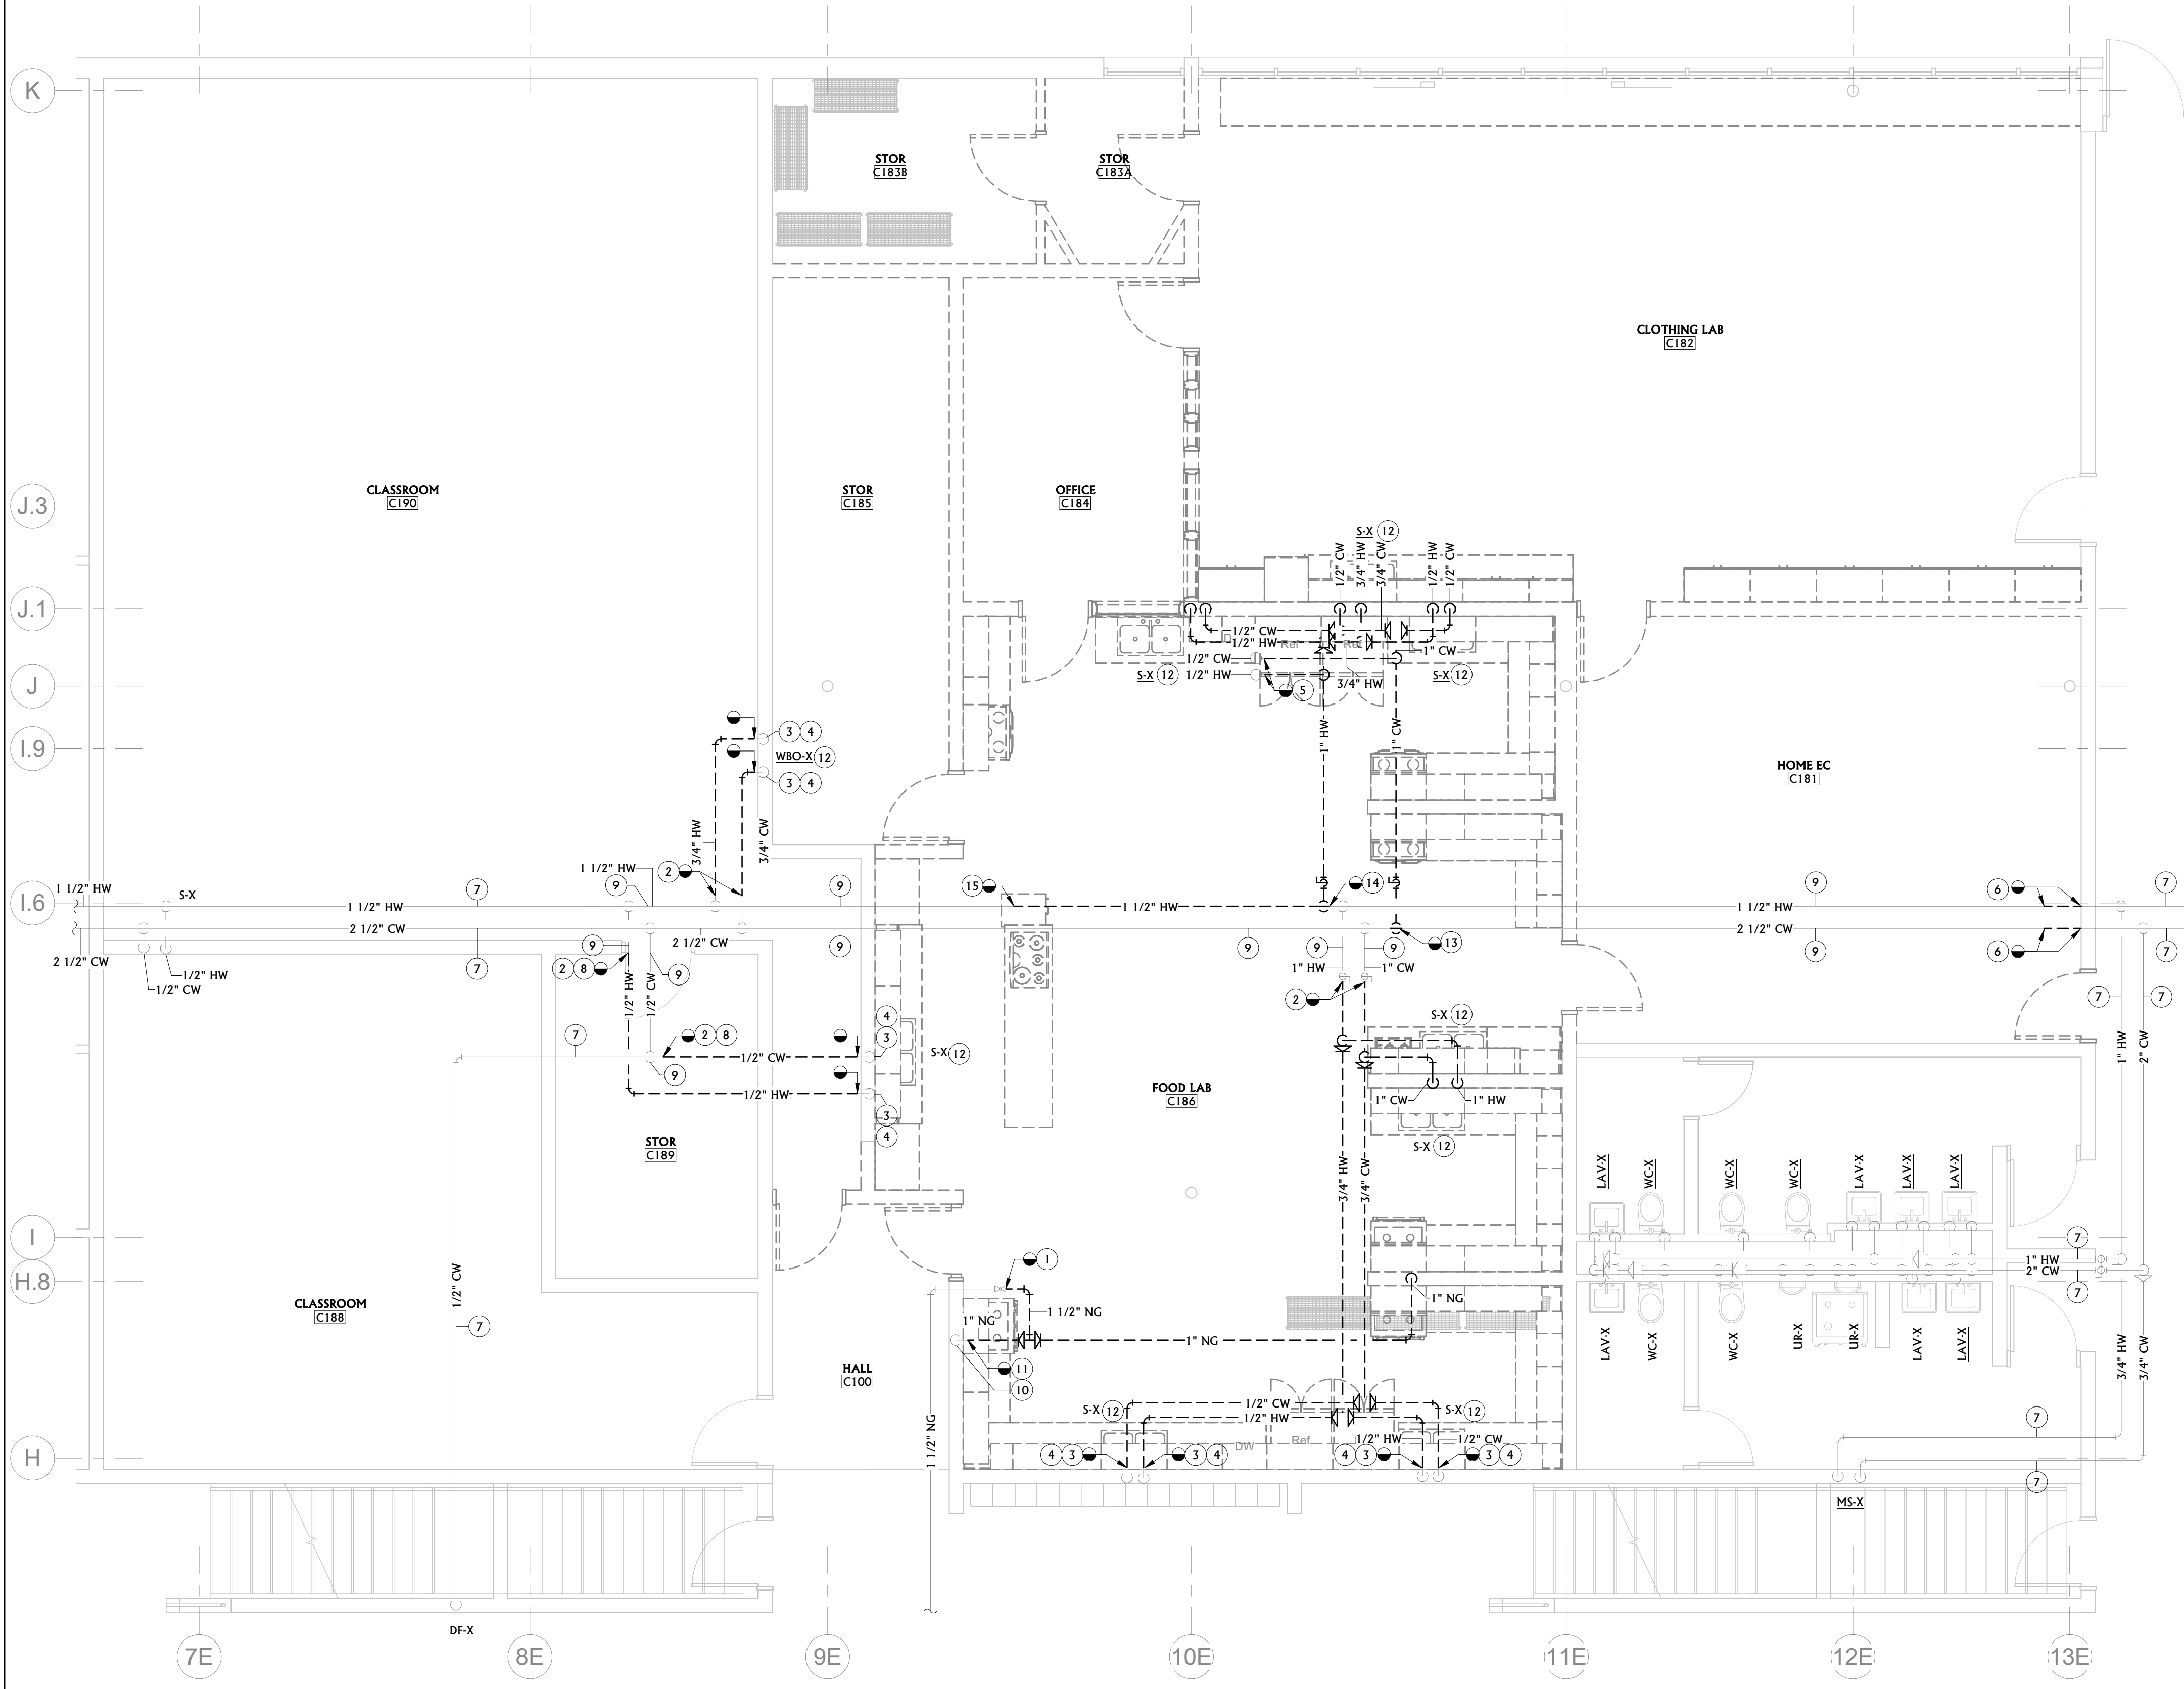 K
STOR
C183B
STOR
C183A
CLOTHING LAB
C182
CLASSROOM
C190
STOR
C185
OFFICE
C184
J.3
S-X 12
1/2" CW
3/4" HW
3/4" CW
1/2" HW
1/2" CW
J.1
1/2" CW
1/2" HW
D
Ref
Ref
1" CW
1/2" CW
S-X 12
1/2" HW
3/4" HW
S-X 12
J
5
1" HW
1" CW
3 4
I.9
WBO-X 12
3 4
HOME EC
C181
3/4" HW
3/4" CW
1 1/2" HW
2
9
1 1/2" HW
S-X
7
9
15
14
9
6
7
I.6
1 1/2" HW
1 1/2" HW
1 1/2" HW
2 1/2" CW
2 1/2" CW
2 1/2" CW
9
7
9
9
9
9
13
9
6
7
2 1/2" CW
2 8
9
1/2" HW
1/2" CW
1" HW
1" CW
1/2" HW
1/2" CW
2
7
7
4
3
S-X 12
S-X 12
7
2 8
1/2" CW
9
1/2" HW
3
4
1" HW
2" CW
FOOD LAB
C186
1" CW
1" HW
S-X 12
STOR
C189
3/4" HW
3/4" CW
LAV-X
WC-X
WC-X
WC-X
LAV-X
LAV-X
LAV-X
I
7
1" HW
2" CW
7
H.8
1
1/2" CW
CLASSROOM
C188
7
1" NG
1 1/2" NG
1" NG
1" NG
LAV-X
WC-X
WC-X
UR-X
UR-X
LAV-X
LAV-X
3/4" HW
3/4" CW
HALL
C100
11
10
S-X 12
1/2" CW
1/2" HW
S-X 12
7
1 1/2" NG
DW
Ref
1/2" HW
1/2" CW
H
4 3
3 4
4 3
3 4
7
MS-X
DF-X
7E
8E
9E
10E
11E
12E
13E